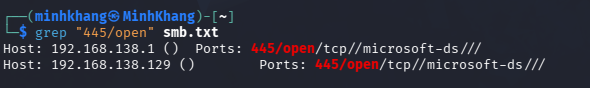 ┌──(minhkhang㉿MinhKhang)-[~]
└─$ grep "445/open" smb.txt
Host: 192.168.138.1 ()  Ports: 445/open/tcp//microsoft-ds///
Host: 192.168.138.129 ()        Ports: 445/open/tcp//microsoft-ds///